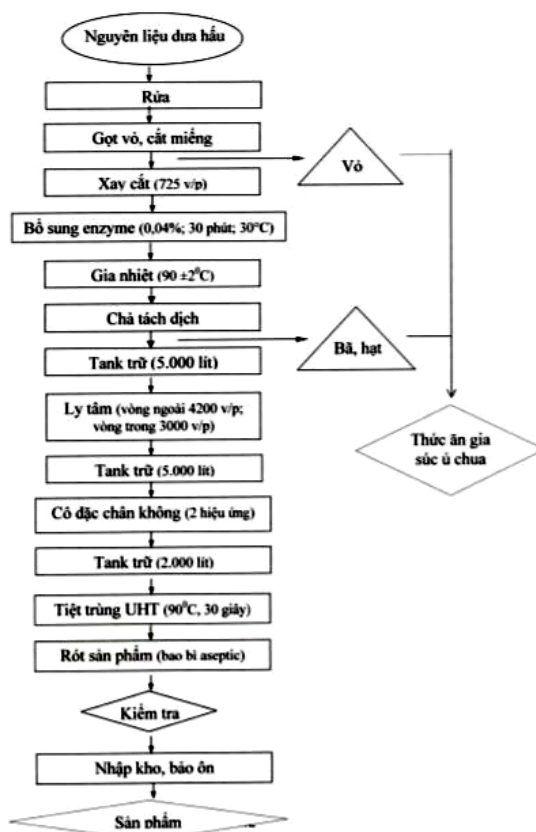 Nguyên liệu dưa hấu
Rửa
Gọt vỏ, cắt miếng
Vỏ
Xay cắt (725 v/p)
Bổ sung enzyme (0,04%; 30 phút; 30°C)
Gia nhiệt (90 ±2⁰C)
Chà tách dịch
Bã, hạt
Tank trữ (5.000 lít)
Ly tâm (vòng ngoài 4200 v/p;
vòng trong 3000 v/p)
Thức ăn gia
súc ủ chua
Tank trữ (5.000 lít)
Cô đặc chân không (2 hiệu ứng)
Tank trữ (2.000 lít)
Tiệt trùng UHT (90⁰C, 30 giây)
Rót sản phẩm (bao bì aseptic)
Kiểm tra
Nhập kho, bảo ôn
Sản phẩm